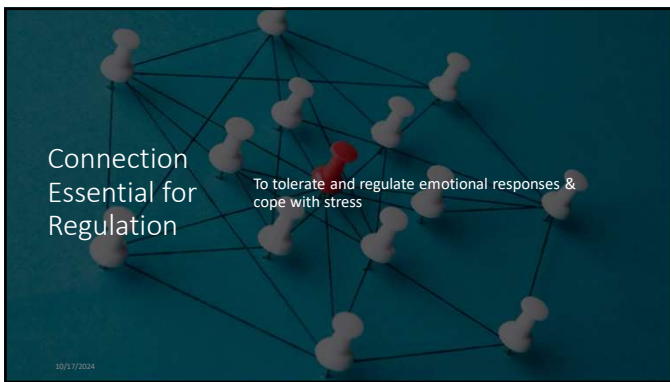 Connection
Essential for
Regulation
To tolerate and regulate emotional responses &
cope with stress
10/17/2024